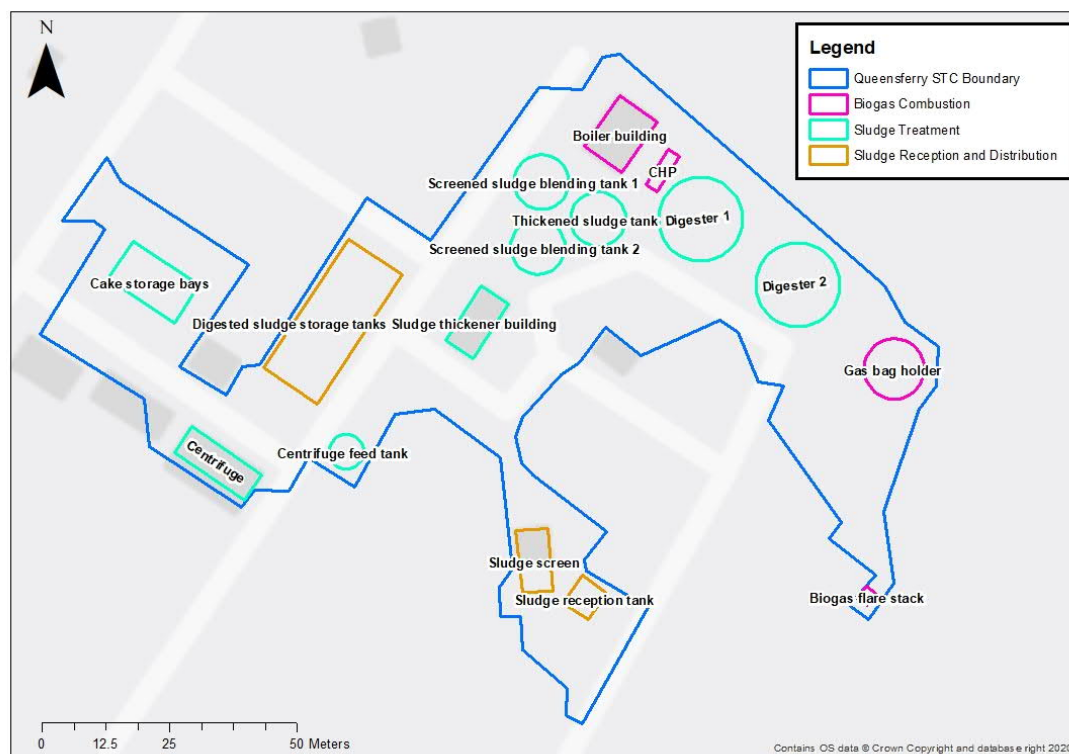 N
Legend
Queensferry STC Boundary
Biogas Combustion
Sludge Treatment
Sludge Reception and Distribution
Boiler building
CHP
Screened sludge blending tank 1
Thickened sludge tank
Digester 1
Screened sludge blending tank 2
Cake storage bays
Digester 2
Digested sludge storage tanks
Sludge thickener building
Gas bag holder
Centrifuge
Centrifuge feed tank
Sludge screen
Sludge reception tank
Biogas flare stack
0 12.5 25 50 Meters
Contains OS data © Crown Copyright and database right 2020